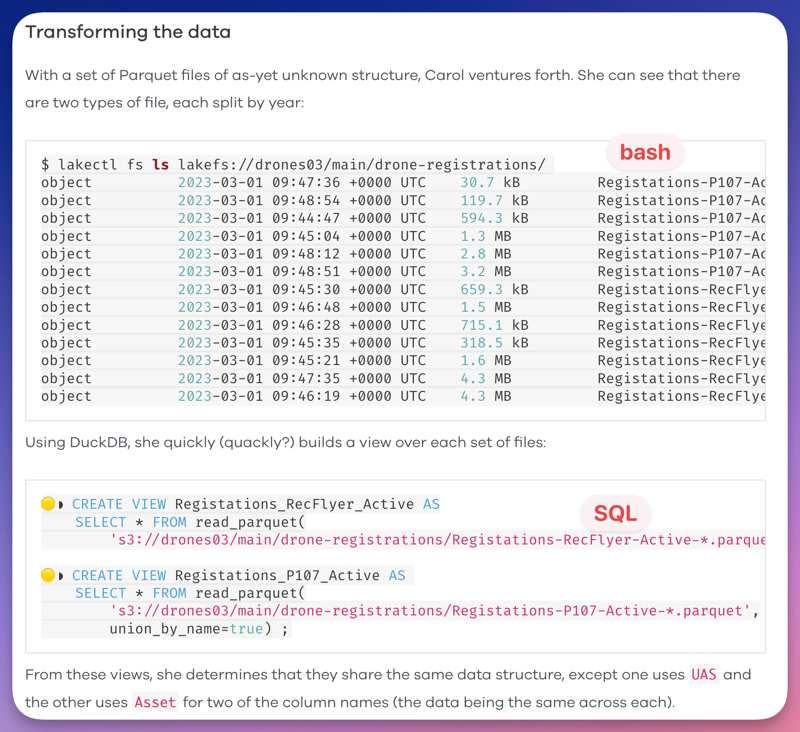 Transforming the data
With a set of Parquet files of as-yet unknown structure, Carol ventures forth. She can see that there
are two types of file, each split by year:
bash
$ lakectl fs ls lakefs://drones03/main/drone-registrations/
object 2023-03-01 09:47:36 +0000 UTC 30.7 kB Registations-P107-Ac
object 2023-03-01 09:48:54 +0000 UTC 119.7 kB Registations-P107-Ac
object 2023-03-01 09:44:47 +0000 UTC 594.3 kB Registations-P107-Ac
object 2023-03-01 09:45:04 +0000 UTC 1.3 MB Registations-P107-Ac
object 2023-03-01 09:48:12 +0000 UTC 2.8 MB Registations-P107-Ac
object 2023-03-01 09:48:51 +0000 UTC 3.2 MB Registations-P107-Ac
object 2023-03-01 09:45:30 +0000 UTC 659.3 kB Registations-RecFlye
object 2023-03-01 09:46:48 +0000 UTC 1.5 MB Registations-RecFlye
object 2023-03-01 09:46:28 +0000 UTC 715.1 kB Registations-RecFlye
object 2023-03-01 09:45:35 +0000 UTC 318.5 kB Registations-RecFlye
object 2023-03-01 09:45:21 +0000 UTC 1.6 MB Registations-RecFlye
object 2023-03-01 09:47:35 +0000 UTC 4.3 MB Registations-RecFlye
object 2023-03-01 09:46:19 +0000 UTC 4.3 MB Registations-RecFlye
Using DuckDB, she quickly (quackly?) builds a view over each set of files:
🟡◗ CREATE VIEW Registations_RecFlyer_Active AS
SQL
SELECT * FROM read_parquet(
's3://drones03/main/drone-registrations/Registations-RecFlyer-Active-*.parque
🟡◗ CREATE VIEW Registations_P107_Active AS
SELECT * FROM read_parquet(
's3://drones03/main/drone-registrations/Registations-P107-Active-*.parquet',
union_by_name=true) ;
From these views, she determines that they share the same data structure, except one uses UAS and
the other uses Asset for two of the column names (the data being the same across each).